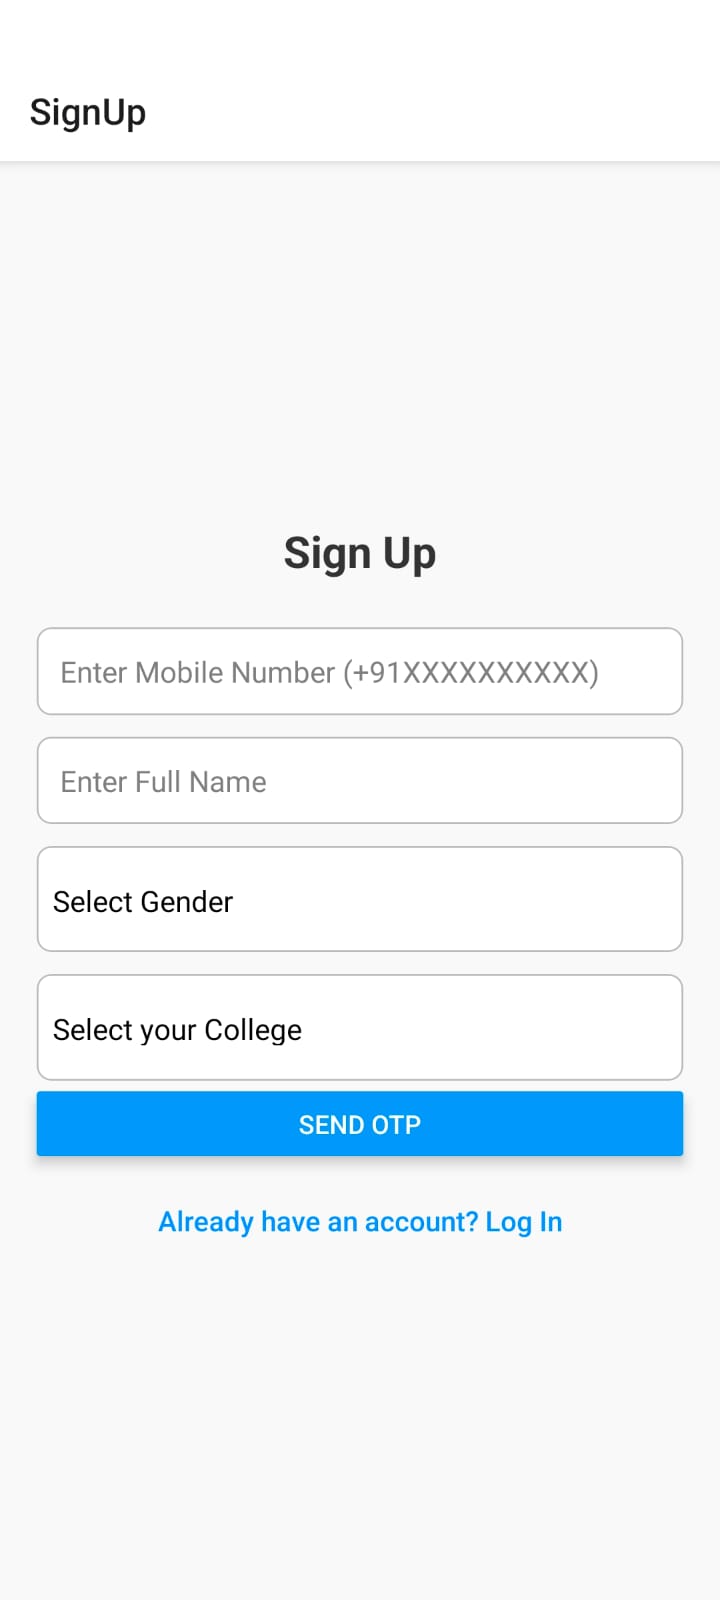 SignUp
Sign Up
Enter Mobile Number (+91XXXXXXXXXX)
Enter Full Name
Select Gender
Select your College
SEND OTP
Already have an account? Log In